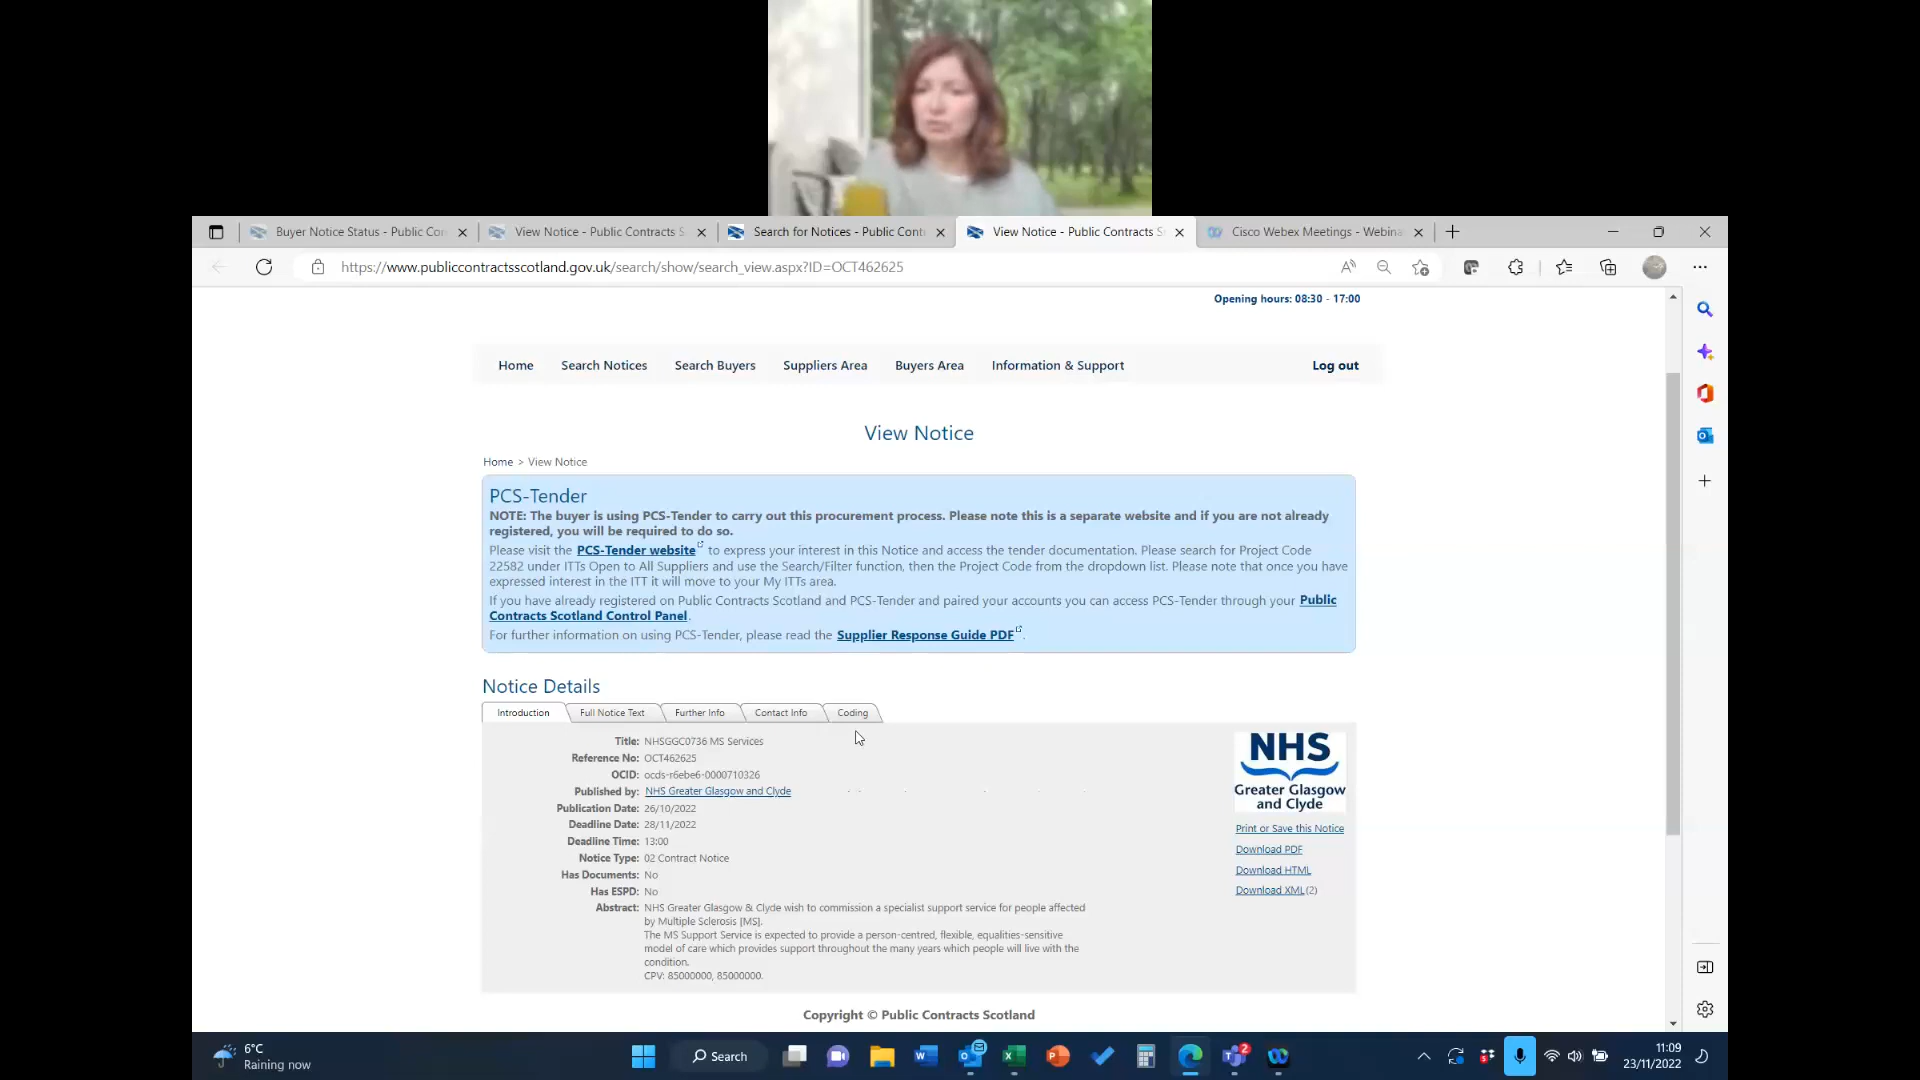 Buyer Notice Status - Public Con
View Notice - Public Contracts S
Search for Notices - Public Cont
View Notice - Public Contracts S
Cisco Webex Meetings - Webina
https://www.publiccontractsscotland.gov.uk/search/show/search_view.aspx?ID=OCT462625
Opening hours: 08:30 - 17:00
Home
Search Notices
Search Buyers
Suppliers Area
Buyers Area
Information & Support
Log out
View Notice
Home > View Notice
PCS-Tender
NOTE: The buyer is using PCS-Tender to carry out this procurement process. Please note this is a separate website and if you are not already
registered, you will be required to do so.
Please visit the PCS-Tender website to express your interest in this Notice and access the tender documentation. Please search for Project Code
22582 under ITTs Open to All Suppliers and use the Search/Filter function, then the Project Code from the dropdown list. Please note that once you have
expressed interest in the ITT it will move to your My ITTs area.
If you have already registered on Public Contracts Scotland and PCS-Tender and paired your accounts you can access PCS-Tender through your Public
Contracts Scotland Control Panel.
For further information on using PCS-Tender, please read the Supplier Response Guide PDF.
Notice Details
Introduction
Full Notice Text
Further Info
Contact Info
Coding
Title: NHSGGC0736 MS Services
Reference No: OCT462625
OCID: ocds-r6ebe6-0000710326
Published by: NHS Greater Glasgow and Clyde
Publication Date: 26/10/2022
Deadline Date: 28/11/2022
Deadline Time: 13:00
Notice Type: 02 Contract Notice
Has Documents: No
Has ESPD: No
Abstract: NHS Greater Glasgow & Clyde wish to commission a specialist support service for people affected
by Multiple Sclerosis [MS].
The MS Support Service is expected to provide a person-centred, flexible, equalities-sensitive
model of care which provides support throughout the many years which people will live with the
condition.
CPV: 85000000, 85000000.
NHS
Greater Glasgow
and Clyde
Print or Save this Notice
Download PDF
Download HTML
Download XML(2)
Copyright © Public Contracts Scotland
6°C
Raining now
Search
2
11:09
23/11/2022